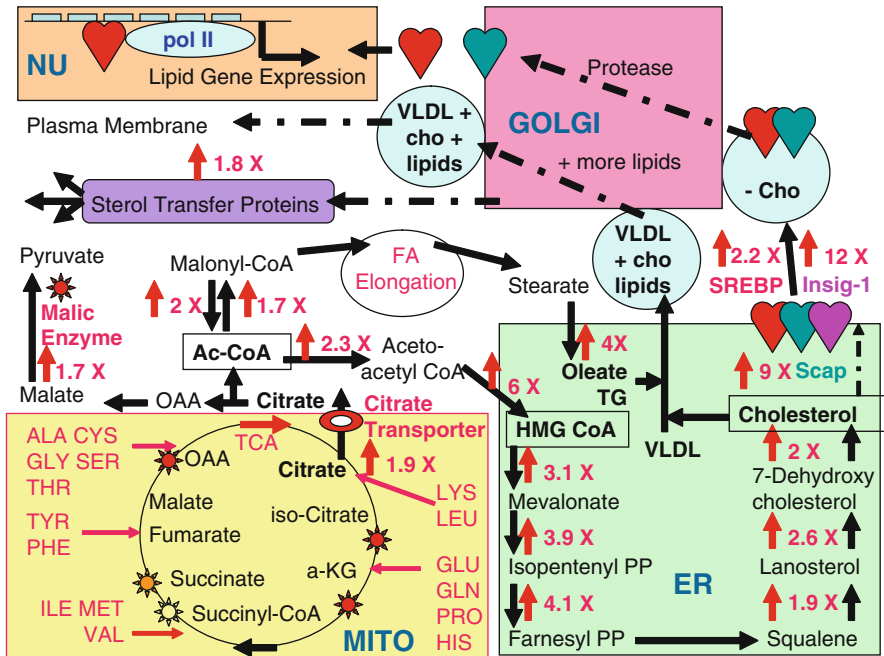 pol II
NU
Lipid Gene Expression
Protease
Plasma Membrane
VLDL +
cho +
lipids
GOLGI
+ more lipids
- Cho
1.8 X
Sterol Transfer Proteins
Pyruvate
Malonyl-CoA
FA
Elongation
Stearate
VLDL
+ cho
lipids
2.2 X
SREBP
12 X
Insig-1
Malic
Enzyme
1.7 X
Malate
2 X
1.7 X
Ac-CoA
2.3 X
Aceto-
acetyl CoA
OAA
Citrate
Citrate
Transporter
1.9 X
4X
Oleate
TG
6 X
HMG CoA
VLDL
9 X
Scap
Cholesterol
2 X
7-Dehydroxy
cholesterol
2.6 X
Lanosterol
1.9 X
Squalene
3.1 X
Mevalonate
3.9 X
Isopentenyl PP
4.1 X
Farnesyl PP
ER
ALA CYS
GLY SER
THR
TCA
OAA
Citrate
Malate
Fumarate
iso-Citrate
LYS
LEU
TYR
PHE
Succinate
a-KG
GLU
GLN
PRO
HIS
ILE MET
VAL
Succinyl-CoA
MITO